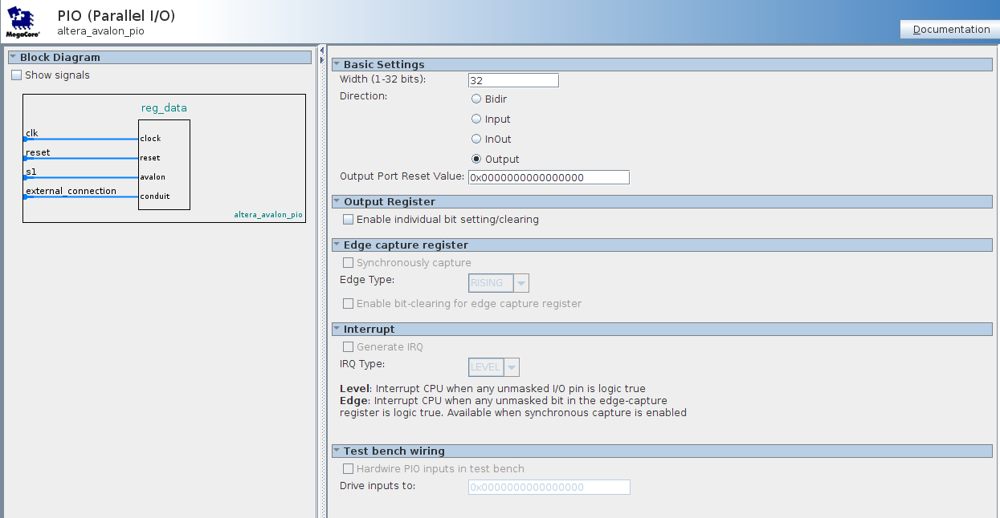 MegaCore®
PIO (Parallel I/O)
altera_avalon_pio
Documentation
Block Diagram
Show signals
reg_data
clk
clock
reset
reset
s1
avalon
external_connection
conduit
altera_avalon_pio
Basic Settings
Width (1-32 bits): 32
Direction:
Bidir
Input
InOut
Output
Output Port Reset Value: 0x0000000000000000
Output Register
Enable individual bit setting/clearing
Edge capture register
Synchronously capture
Edge Type: RISING
Enable bit-clearing for edge capture register
Interrupt
Generate IRQ
IRQ Type: LEVEL
Level: Interrupt CPU when any unmasked I/O pin is logic true
Edge: Interrupt CPU when any unmasked bit in the edge-capture
register is logic true. Available when synchronous capture is enabled
Test bench wiring
Hardwire PIO inputs in test bench
Drive inputs to: 0x0000000000000000